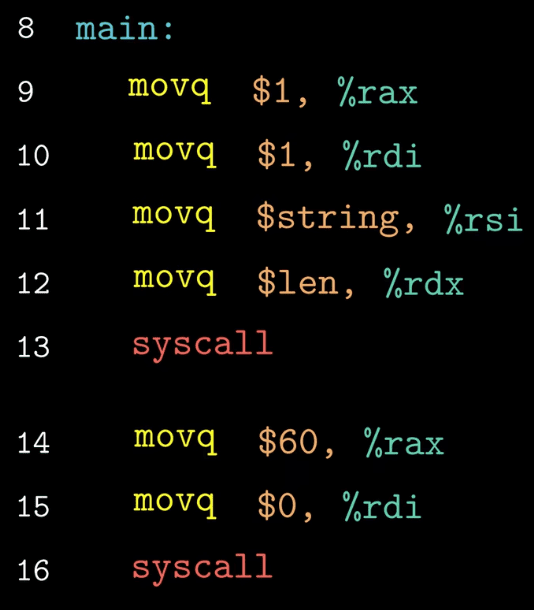 8 main:
9 movq $1, %rax
10 movq $1, %rdi
11 movq $string, %rsi
12 movq $len, %rdx
13 syscall
14 movq $60, %rax
15 movq $0, %rdi
16 syscall